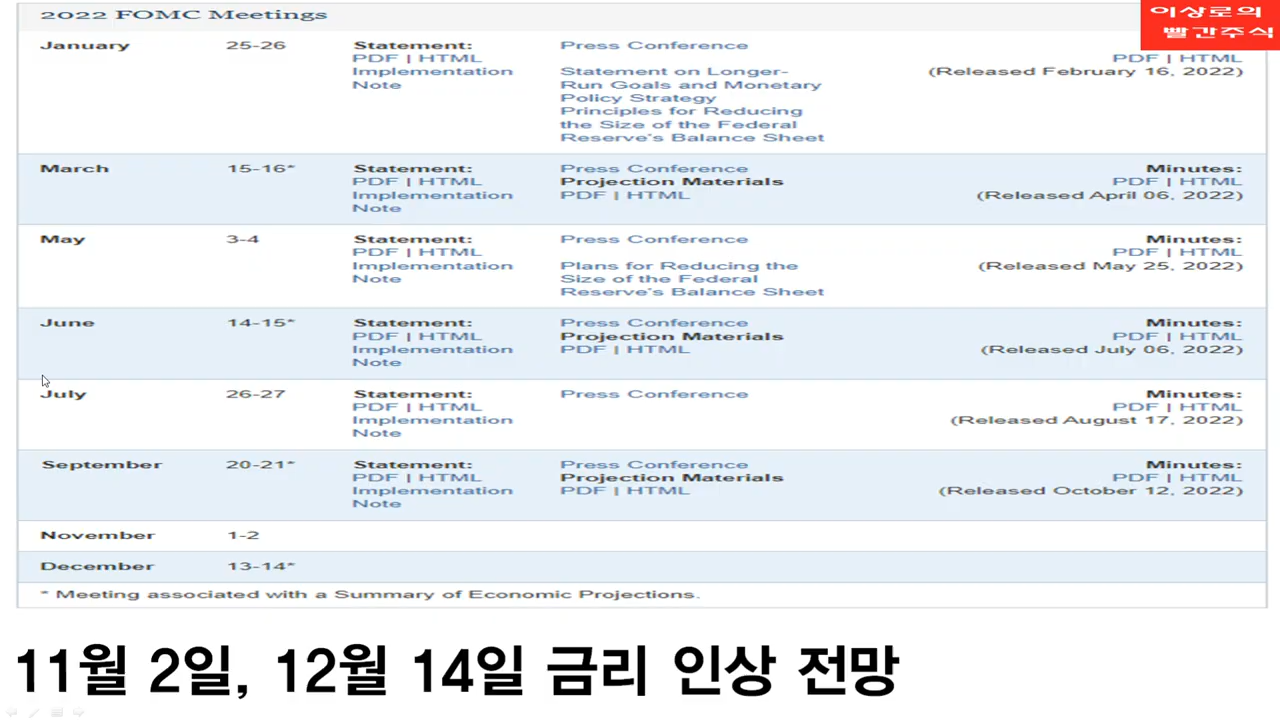 2022 FOMC Meetings
이상로의
빨간주식
January 25-26 Statement: Press Conference
PDF | HTML PDF | HTML
Implementation Statement on Longer- (Released February 16, 2022)
Note Run Goals and Monetary
Policy Strategy
Principles for Reducing
the Size of the Federal
Reserve's Balance Sheet
March 15-16* Statement: Press Conference Minutes:
PDF | HTML Projection Materials PDF | HTML
Implementation PDF | HTML (Released April 06, 2022)
Note
May 3-4 Statement: Press Conference Minutes:
PDF | HTML PDF | HTML
Implementation Plans for Reducing the (Released May 25, 2022)
Note Size of the Federal
Reserve's Balance Sheet
June 14-15* Statement: Press Conference Minutes:
PDF | HTML Projection Materials PDF | HTML
Implementation PDF | HTML (Released July 06, 2022)
Note
July 26-27 Statement: Press Conference Minutes:
PDF | HTML PDF | HTML
Implementation (Released August 17, 2022)
Note
September 20-21* Statement: Press Conference Minutes:
PDF | HTML Projection Materials PDF | HTML
Implementation PDF | HTML (Released October 12, 2022)
Note
November 1-2
December 13-14*
* Meeting associated with a Summary of Economic Projections.
11월 2일, 12월 14일 금리 인상 전망